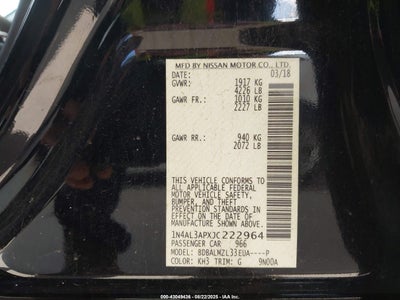 MFD BY NISSAN MOTOR CO., LTD.
DATE: 03/18
GVWR: 1917 KG
4226 LB
GAWR FR: 1010 KG
2227 LB
GAWR RR: 940 KG
2072 LB
THIS VEHICLE CONFORMS TO
ALL APPLICABLE FEDERAL
MOTOR VEHICLE SAFETY,
BUMPER, AND THEFT
PREVENTION STANDARDS
IN EFFECT ON THE DATE OF
MANUFACTURE SHOWN
ABOVE.
1N4AL3APXJC222964
PASSENGER CAR 966
MODEL: BDBALMZL33EUA----P
COLOR: KH3 TRIM: G 9N00A
000-43049436 - (08/22/2025) - IAAI.COM